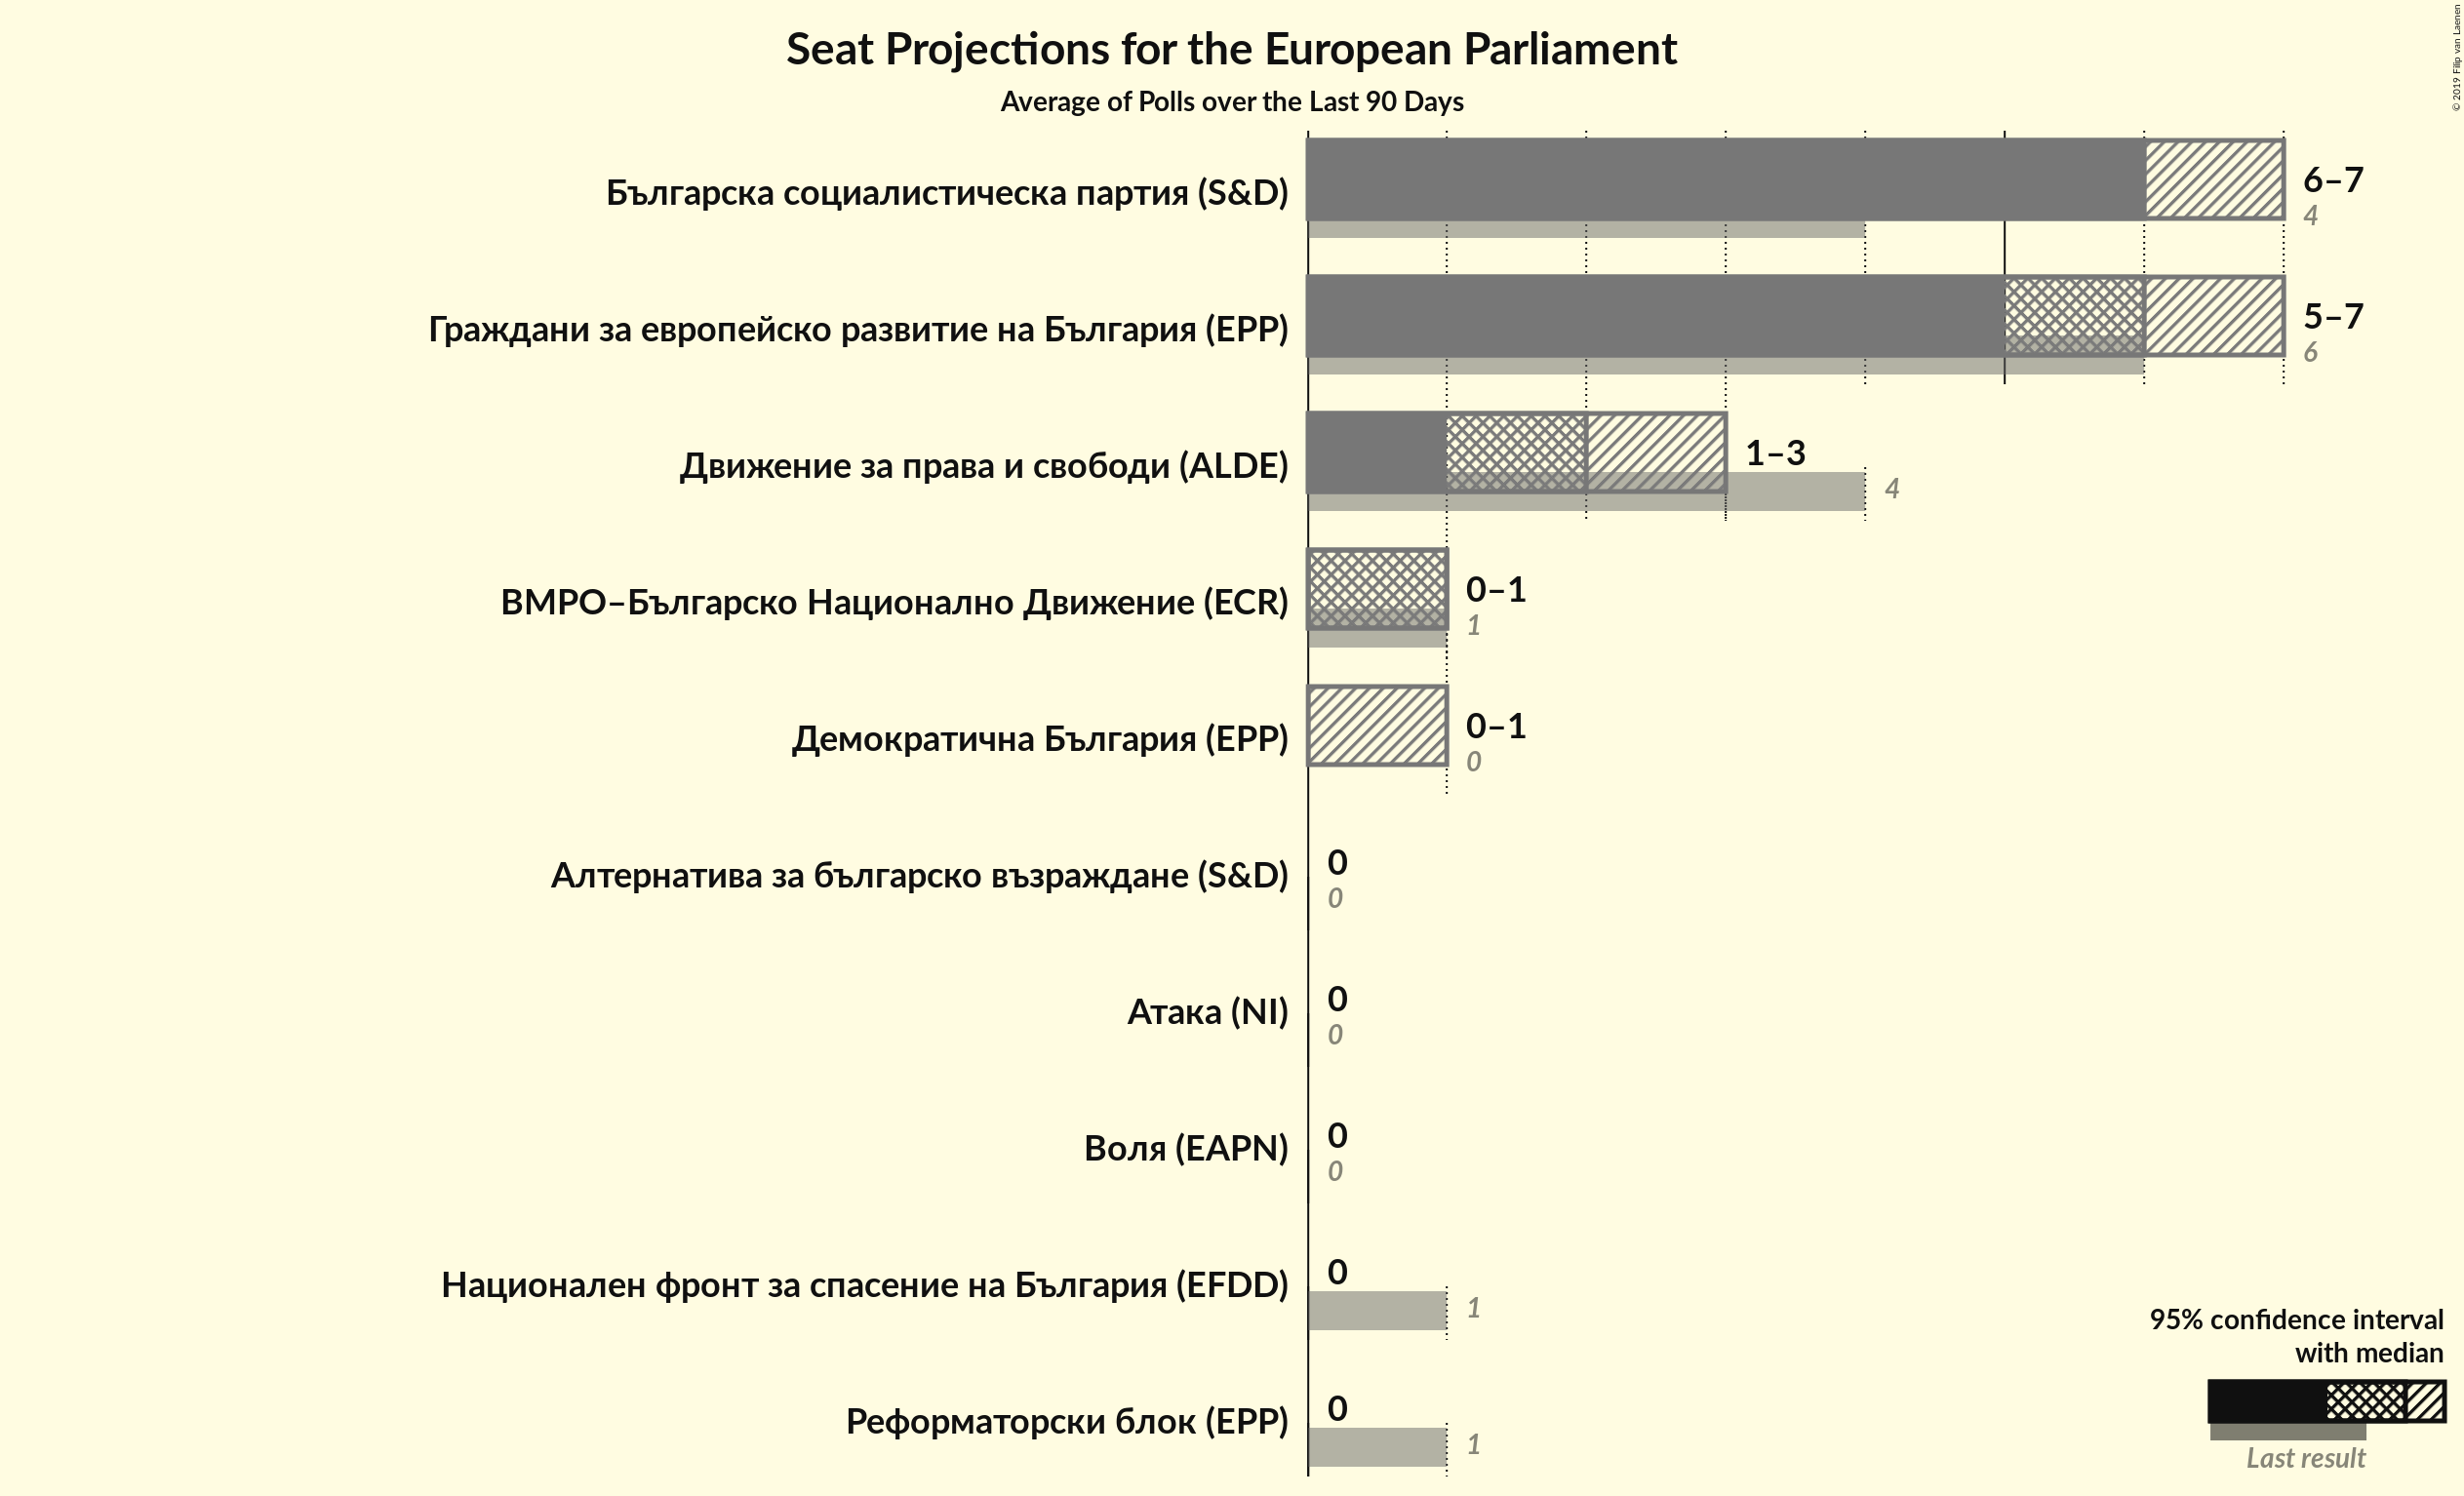 Seat Projections for the European Parliament
Average of Polls over the Last 90 Days
© 2019 Filip van Laenen
Българска социалистическа партия (S&D)
6–7
4
Граждани за европейско развитие на България (EPP)
5–7
6
Движение за права и свободи (ALDE)
1–3
4
ВМРО–Българско Национално Движение (ECR)
0–1
1
Демократична България (EPP)
0–1
0
Алтернатива за българско възраждане (S&D)
0
0
Атака (NI)
0
0
Воля (EAPN)
0
0
Национален фронт за спасение на България (EFDD)
0
1
Реформаторски блок (EPP)
0
1
95% confidence interval
with median
Last result